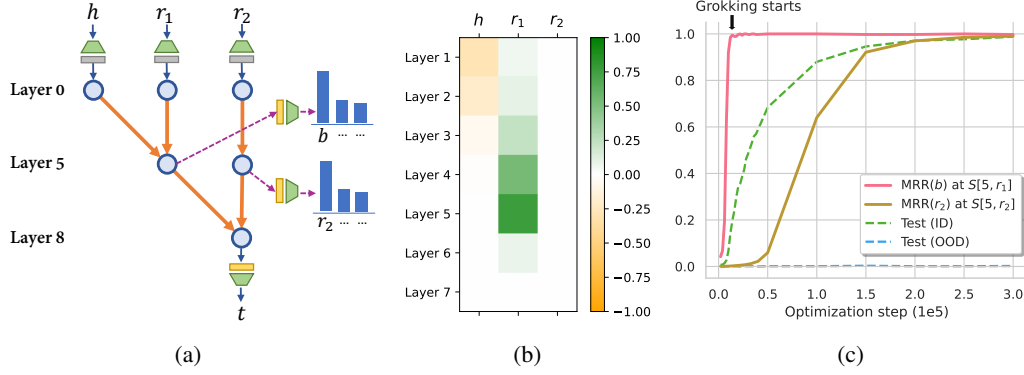 h r₁ r₂
Layer 0
Layer 5
Layer 8
b ... ...
r₂ ... ...
t
(a)
h r₁ r₂
Layer 1
Layer 2
Layer 3
Layer 4
Layer 5
Layer 6
Layer 7
1.00
0.75
0.50
0.25
0.00
−0.25
−0.50
−0.75
−1.00
(b)
Grokking starts
1.0
0.8
0.6
0.4
0.2
0.0
MRR(b) at S[5, r₁]
MRR(r₂) at S[5, r₂]
Test (ID)
Test (OOD)
0.0 0.5 1.0 1.5 2.0 2.5 3.0
Optimization step (1e5)
(c)